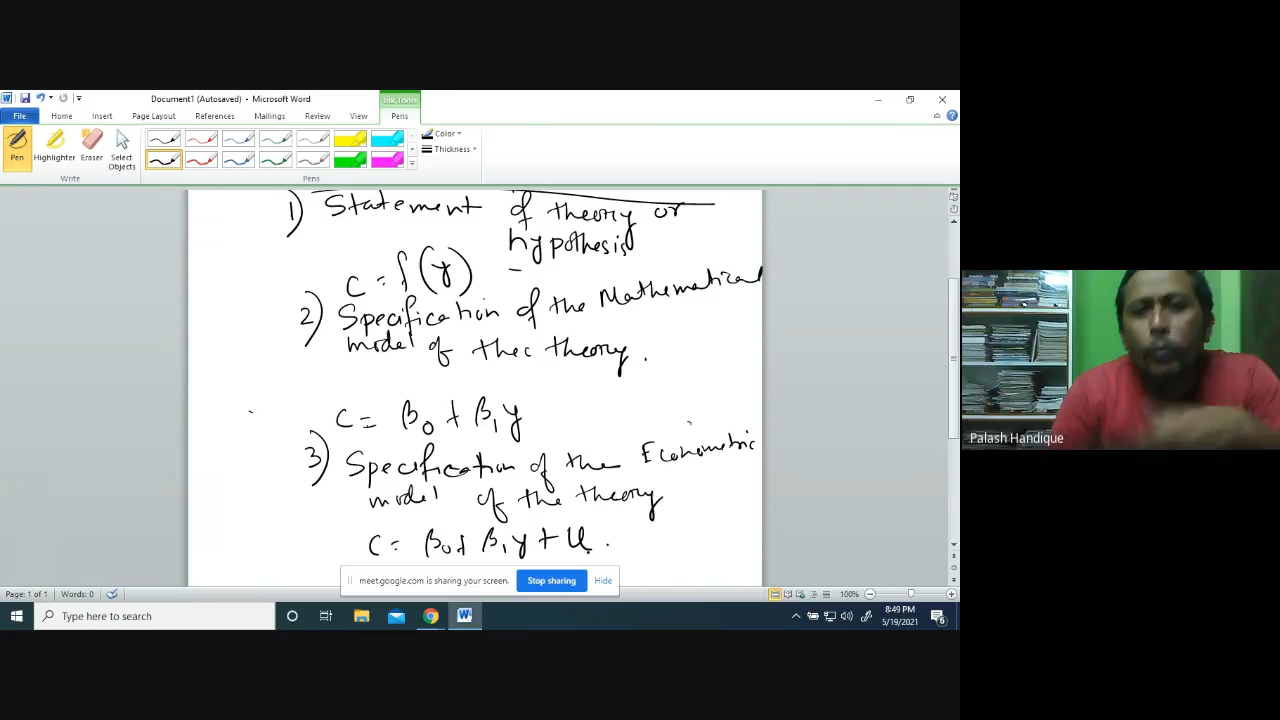 Document1 (Autosaved) - Microsoft Word
Ink Tools
File Home Insert Page Layout References Mailings Review View Pens
Pen
Highlighter
Eraser
Select Objects
Color
Thickness
Write
Pens
1) Statement of theory or
hypothesis
C = f(y)
2) Specification of the Mathematical
model of the theory.
C = β0 + β1y
3) Specification of the Econometric
model of the theory
C = β0 + β1y + U.
Palash Handique
meet.google.com is sharing your screen.
Stop sharing
Hide
Page: 1 of 1
Words: 0
100%
Type here to search
8:49 PM
5/19/2021
6